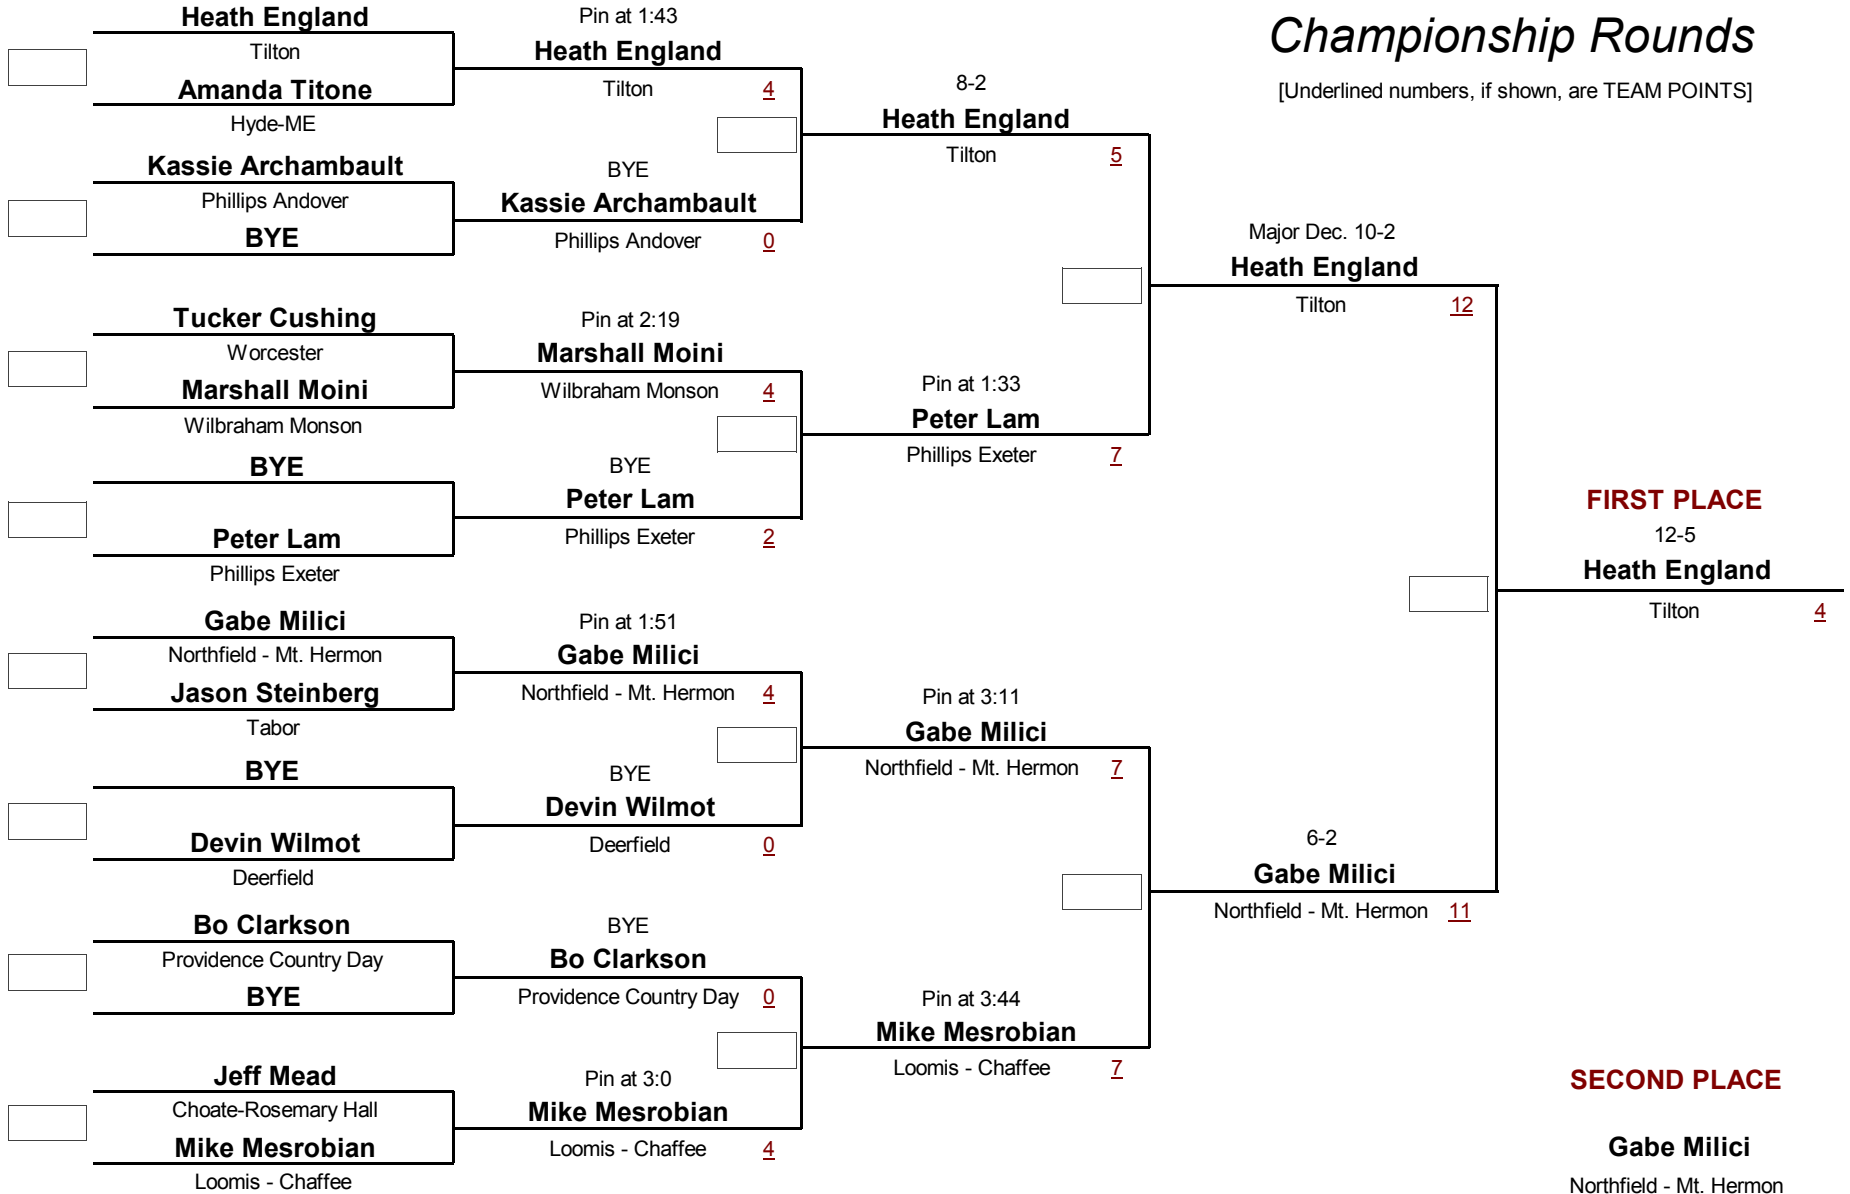 Championship Rounds
[Underlined numbers, if shown, are TEAM POINTS]
Heath England
Tilton
Amanda Titone
Hyde-ME
Kassie Archambault
Phillips Andover
BYE
Tucker Cushing
Worcester
Marshall Moini
Wilbraham Monson
BYE
Peter Lam
Phillips Exeter
Gabe Milici
Northfield - Mt. Hermon
Jason Steinberg
Tabor
BYE
Devin Wilmot
Deerfield
Bo Clarkson
Providence Country Day
BYE
Jeff Mead
Choate-Rosemary Hall
Mike Mesrobian
Loomis - Chaffee
Pin at 1:43
Heath England
Tilton 4
BYE
Kassie Archambault
Phillips Andover 0
Pin at 2:19
Marshall Moini
Wilbraham Monson 4
BYE
Peter Lam
Phillips Exeter 2
Pin at 1:51
Gabe Milici
Northfield - Mt. Hermon 4
BYE
Devin Wilmot
Deerfield 0
BYE
Bo Clarkson
Providence Country Day 0
Pin at 3:0
Mike Mesrobian
Loomis - Chaffee 4
8-2
Heath England
Tilton 5
Pin at 1:33
Peter Lam
Phillips Exeter 7
Pin at 3:11
Gabe Milici
Northfield - Mt. Hermon 7
Pin at 3:44
Mike Mesrobian
Loomis - Chaffee 7
Major Dec. 10-2
Heath England
Tilton 12
6-2
Gabe Milici
Northfield - Mt. Hermon 11
FIRST PLACE
12-5
Heath England
Tilton 4
SECOND PLACE
Gabe Milici
Northfield - Mt. Hermon